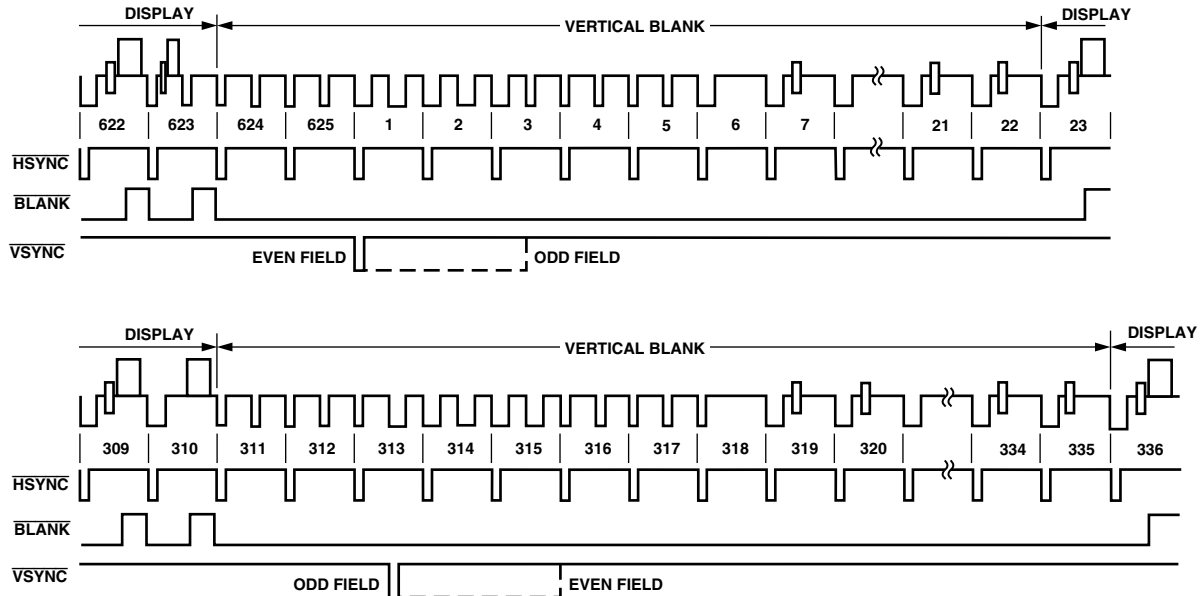 DISPLAY VERTICAL BLANK DISPLAY
622 623 624 625 1 2 3 4 5 6 7 21 22 23
HSYNC
BLANK
VSYNC
EVEN FIELD ODD FIELD
DISPLAY VERTICAL BLANK DISPLAY
309 310 311 312 313 314 315 316 317 318 319 320 334 335 336
HSYNC
BLANK
VSYNC
ODD FIELD EVEN FIELD